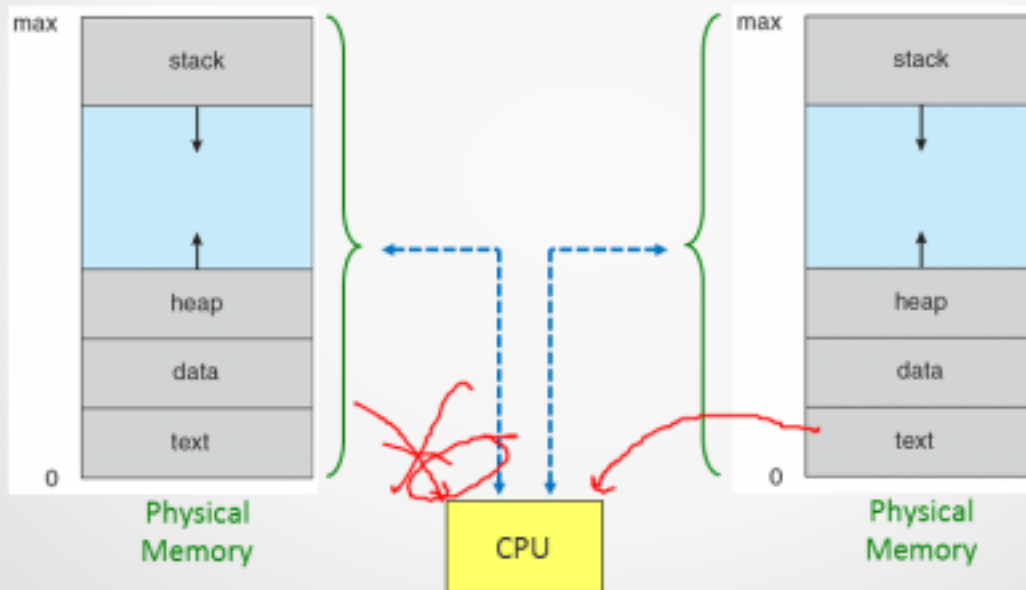 max
stack
heap
data
text
0
Physical
Memory
CPU
max
stack
heap
data
text
0
Physical
Memory